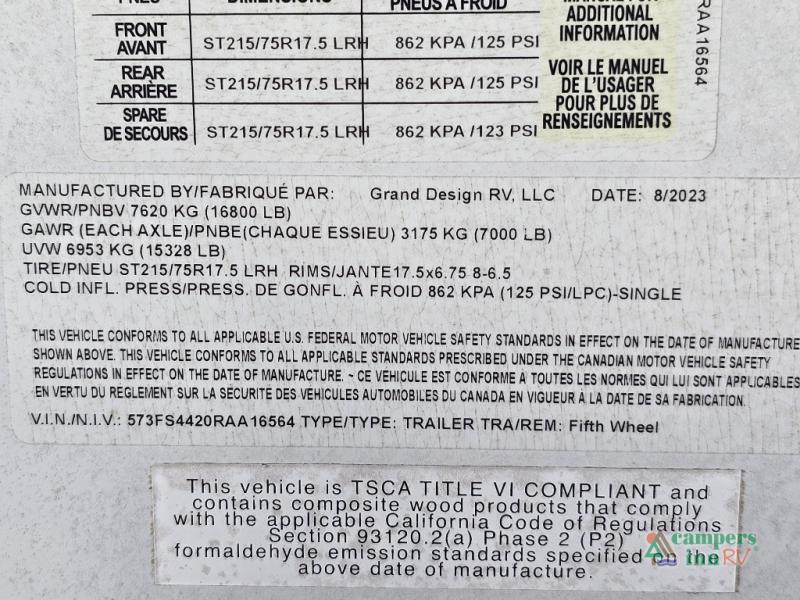 PNEUS À FROID
MANUAL FOR
ADDITIONAL
INFORMATION
FRONT
AVANT
ST215/75R17.5 LRH
862 KPA /125 PSI
REAR
ARRIÈRE
ST215/75R17.5 LRH
862 KPA /125 PSI
SPARE
DE SECOURS
ST215/75R17.5 LRH
862 KPA /123 PSI
VOIR LE MANUEL
DE L'USAGER
POUR PLUS DE
RENSEIGNEMENTS
RAA16564
MANUFACTURED BY/FABRIQUÉ PAR: Grand Design RV, LLC DATE: 8/2023
GVWR/PNBV 7620 KG (16800 LB)
GAWR (EACH AXLE)/PNBE(CHAQUE ESSIEU) 3175 KG (7000 LB)
UVW 6953 KG (15328 LB)
TIRE/PNEU ST215/75R17.5 LRH RIMS/JANTE17.5x6.75 8-6.5
COLD INFL. PRESS/PRESS. DE GONFL. À FROID 862 KPA (125 PSI/LPC)-SINGLE
THIS VEHICLE CONFORMS TO ALL APPLICABLE U.S. FEDERAL MOTOR VEHICLE SAFETY STANDARDS IN EFFECT ON THE DATE OF MANUFACTURE
SHOWN ABOVE. THIS VEHICLE CONFORMS TO ALL APPLICABLE STANDARDS PRESCRIBED UNDER THE CANADIAN MOTOR VEHICLE SAFETY
REGULATIONS IN EFFECT ON THE DATE OF MANUFACTURE. ~ CE VEHICULE EST CONFORME A TOUTES LES NORMES QUI LUI SONT APPLICABLES
EN VERTU DU REGLEMENT SUR LA SÉCURITE DES VÉHICULES AUTOMOBILES DU CANADA EN VIGUEUR A LA DATE DE SA FABRICATION.
V.I.N./N.I.V.: 573FS4420RAA16564 TYPE/TYPE: TRAILER TRA/REM: Fifth Wheel
This vehicle is TSCA TITLE VI COMPLIANT and
contains composite wood products that comply
with the applicable California Code of Regulations
Section 93120.2(a) Phase 2 (P2)
formaldehyde emission standards specified on the
above date of manufacture.
campers
inn RV